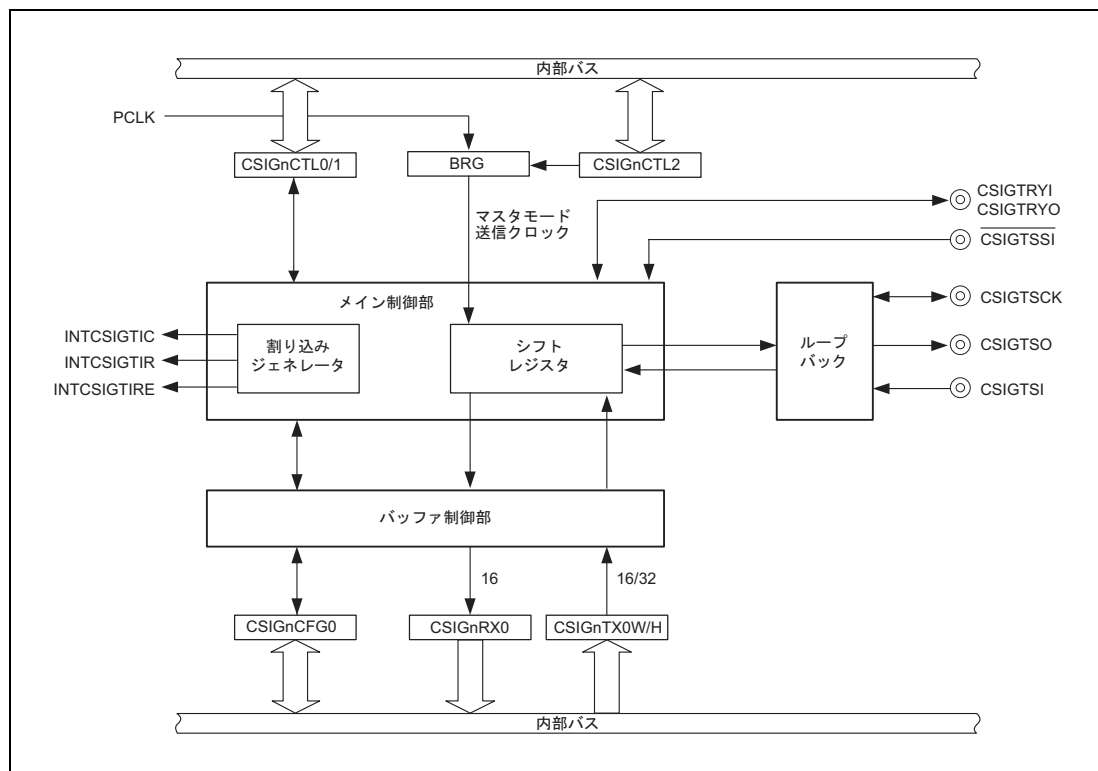 内部バス
PCLK
CSIGnCTL0/1
BRG
CSIGnCTL2
マスタモード
送信クロック
CSIGTRYI
CSIGTRYO
CSIGTSSI
メイン制御部
割り込み
ジェネレータ
シフト
レジスタ
ループ
バック
CSIGTSCK
CSIGTSO
CSIGTSI
INTCSIGTIC
INTCSIGTIR
INTCSIGTIRE
バッファ制御部
16
16/32
CSIGnCFG0
CSIGnRX0
CSIGnTX0W/H
内部バス